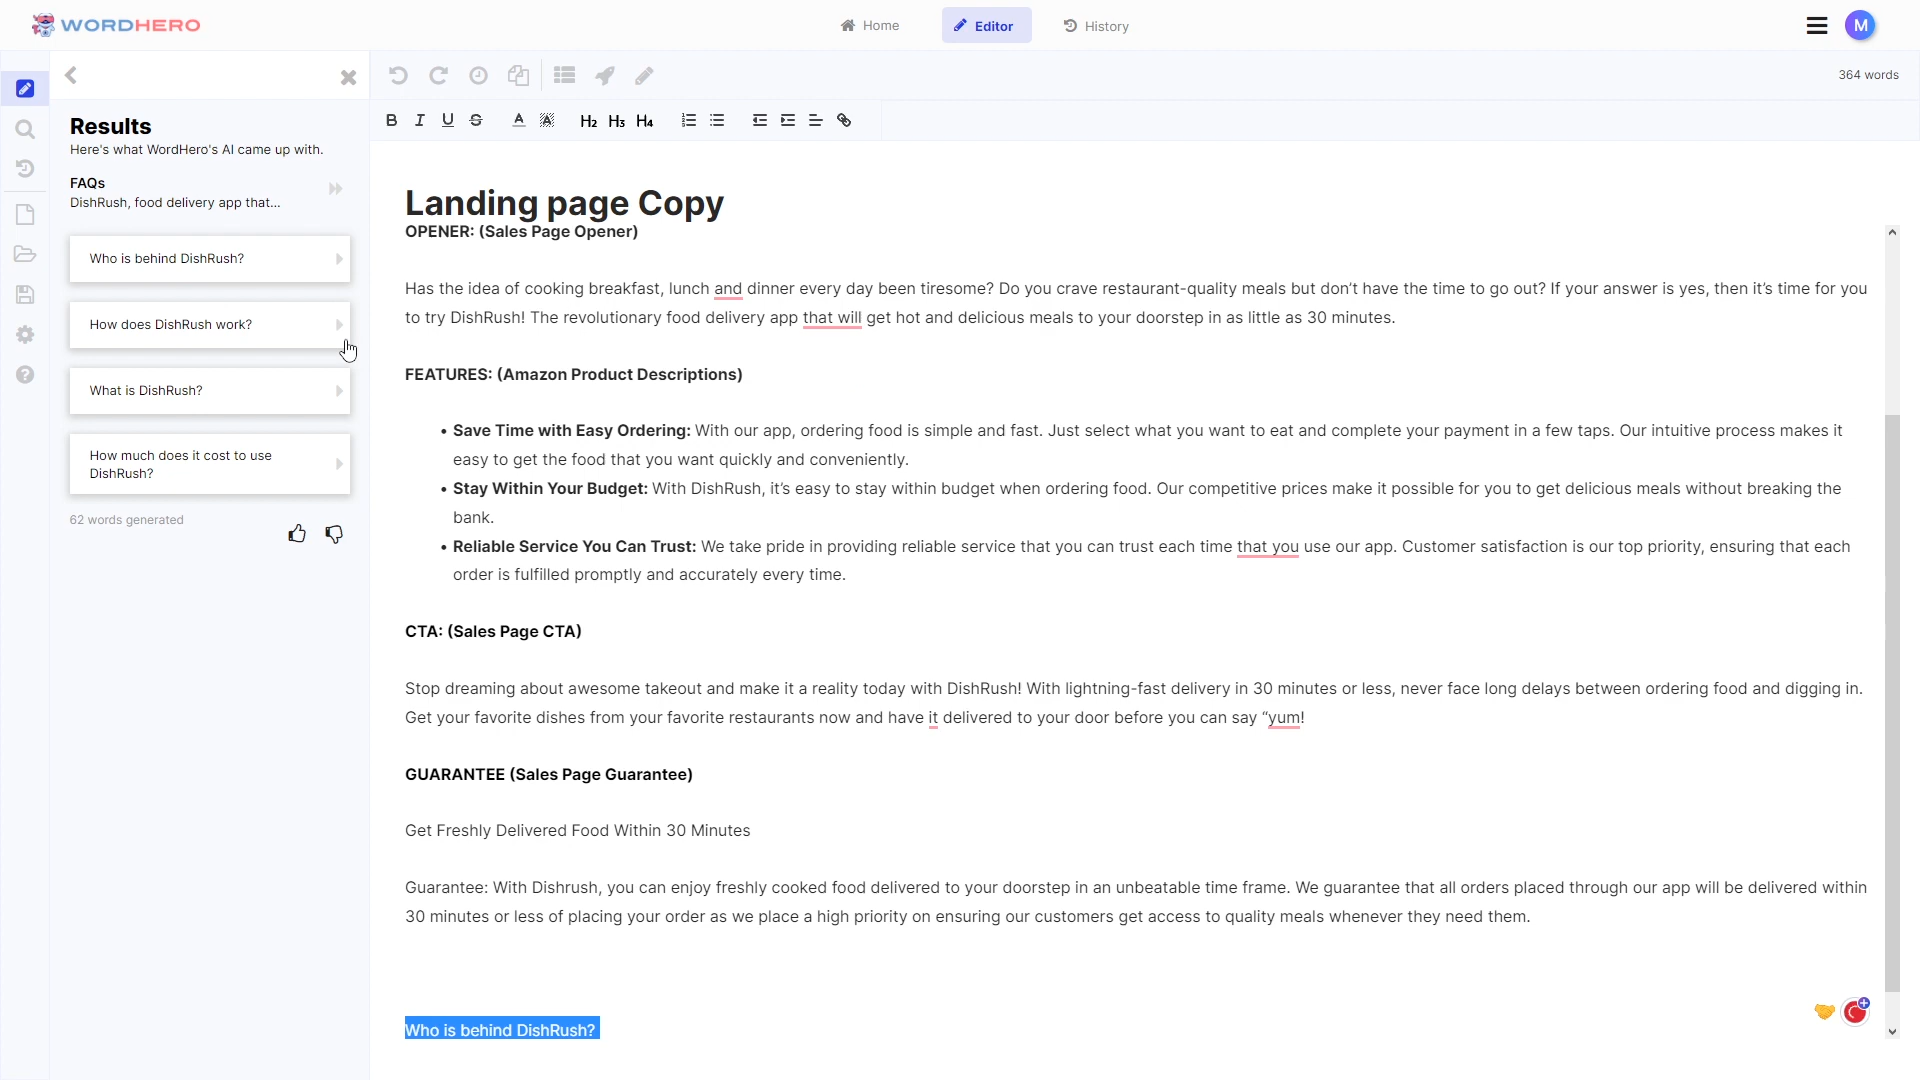 WORDHERO
Home
Editor
History
M
364 words
Results
Here's what WordHero's AI came up with.
FAQs
DishRush, food delivery app that...
Who is behind DishRush?
How does DishRush work?
What is DishRush?
How much does it cost to use
DishRush?
62 words generated
B I U S A A H2 H3 H4
Landing page Copy
OPENER: (Sales Page Opener)
Has the idea of cooking breakfast, lunch and dinner every day been tiresome? Do you crave restaurant-quality meals but don’t have the time to go out? If your answer is yes, then it’s time for you
to try DishRush! The revolutionary food delivery app that will get hot and delicious meals to your doorstep in as little as 30 minutes.
FEATURES: (Amazon Product Descriptions)
• Save Time with Easy Ordering: With our app, ordering food is simple and fast. Just select what you want to eat and complete your payment in a few taps. Our intuitive process makes it
easy to get the food that you want quickly and conveniently.
• Stay Within Your Budget: With DishRush, it’s easy to stay within budget when ordering food. Our competitive prices make it possible for you to get delicious meals without breaking the
bank.
• Reliable Service You Can Trust: We take pride in providing reliable service that you can trust each time that you use our app. Customer satisfaction is our top priority, ensuring that each
order is fulfilled promptly and accurately every time.
CTA: (Sales Page CTA)
Stop dreaming about awesome takeout and make it a reality today with DishRush! With lightning-fast delivery in 30 minutes or less, never face long delays between ordering food and digging in.
Get your favorite dishes from your favorite restaurants now and have it delivered to your door before you can say “yum!
GUARANTEE (Sales Page Guarantee)
Get Freshly Delivered Food Within 30 Minutes
Guarantee: With Dishrush, you can enjoy freshly cooked food delivered to your doorstep in an unbeatable time frame. We guarantee that all orders placed through our app will be delivered within
30 minutes or less of placing your order as we place a high priority on ensuring our customers get access to quality meals whenever they need them.
Who is behind DishRush?